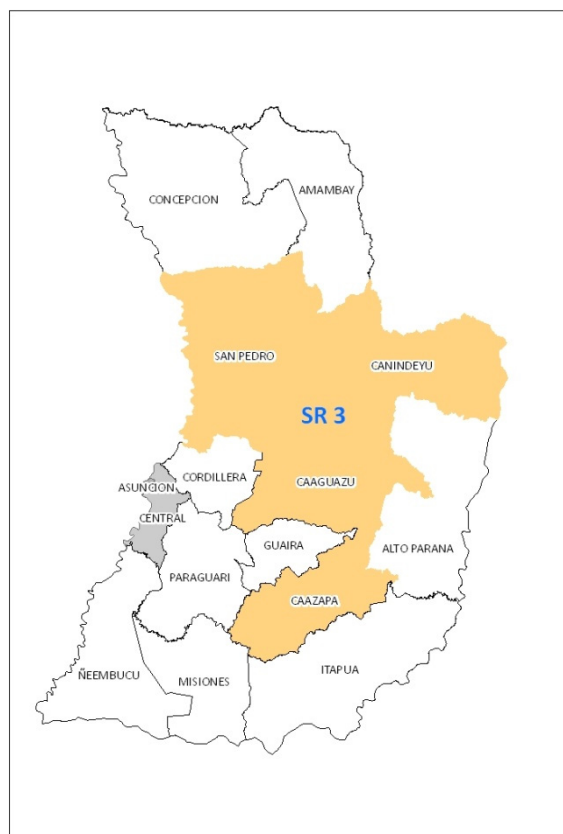 AMAMBAY
CONCEPCION
SAN PEDRO
CANINDEYU
SR 3
CORDILLERA
CAAGUAZU
ASUNCION
CENTRAL
GUAIRA
ALTO PARANA
PARAGUARI
CAAZAPA
ITAPUA
MISIONES
ÑEEMBUCU